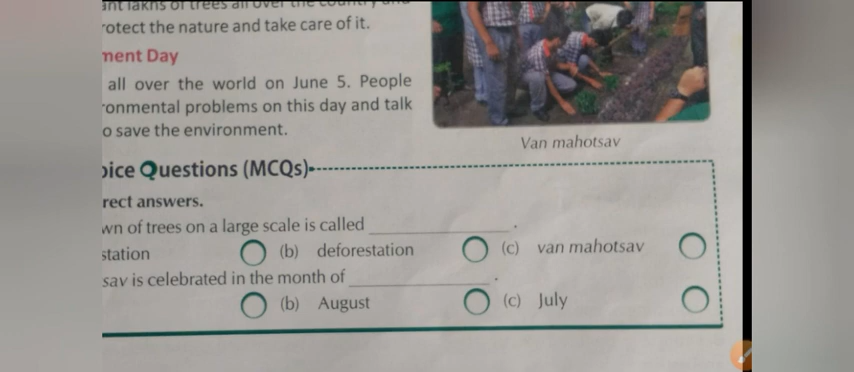 ant lakhs of trees all over the country and
rotect the nature and take care of it.
ment Day
all over the world on June 5. People
onmental problems on this day and talk
o save the environment.
Van mahotsav
oice Questions (MCQs)
rect answers.
wn of trees on a large scale is called ____________.
station (b) deforestation (c) van mahotsav
sav is celebrated in the month of ____________.
(b) August (c) July